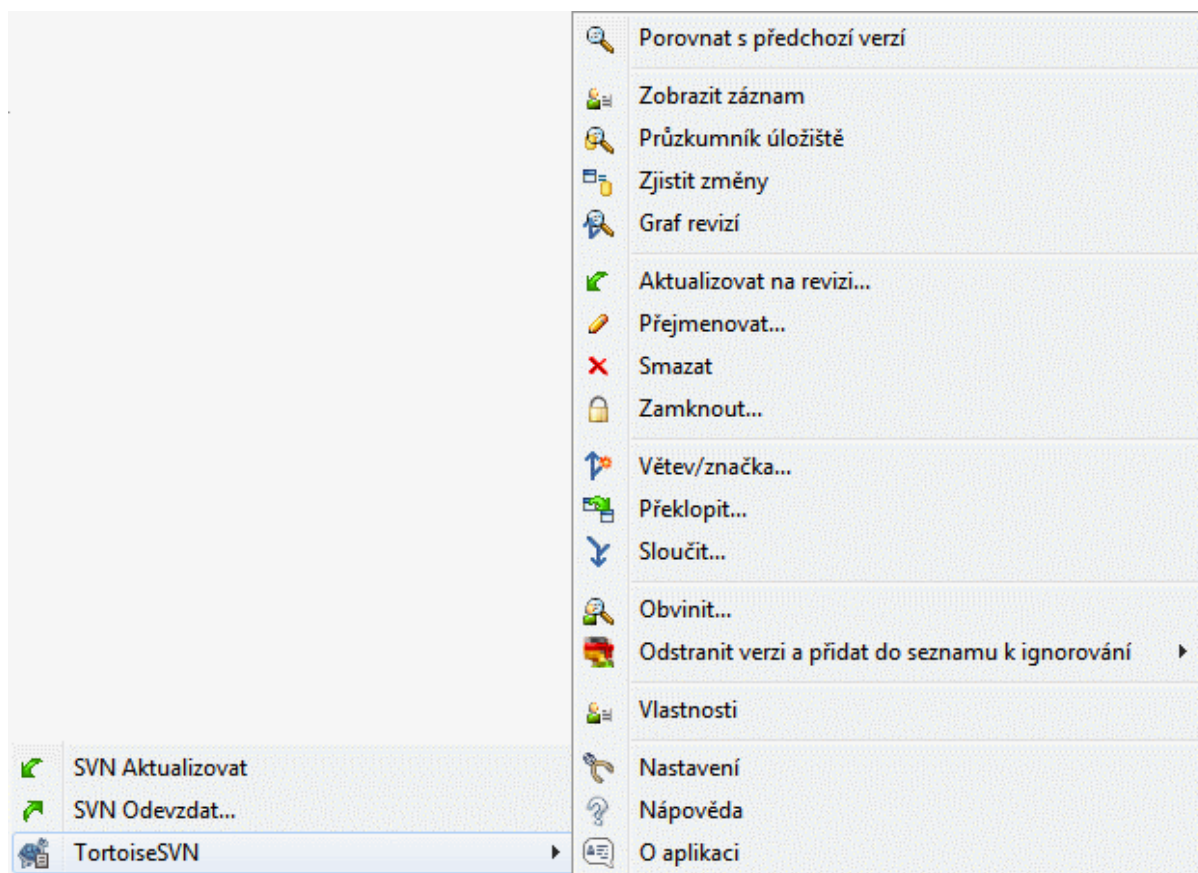 Porovnat s předchozí verzí
Zobrazit záznam
Průzkumník úložiště
Zjistit změny
Graf revizí
Aktualizovat na revizi...
Přejmenovat...
Smazat
Zamknout...
Větev/značka...
Překlopit...
Sloučit...
Obvinit...
Odstranit verzi a přidat do seznamu k ignorování
Vlastnosti
SVN Aktualizovat
SVN Odevzdat...
TortoiseSVN
Nastavení
Nápověda
O aplikaci